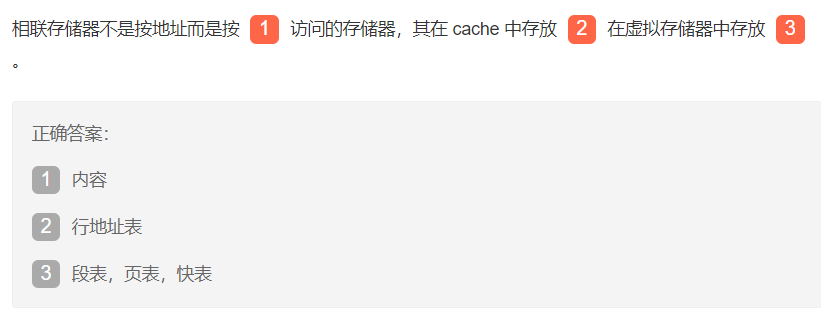 相联存储器不是按地址而是按 1 访问的存储器，其在 cache 中存放 2 在虚拟存储器中存放 3
。
正确答案：
1 内容
2 行地址表
3 段表，页表，快表